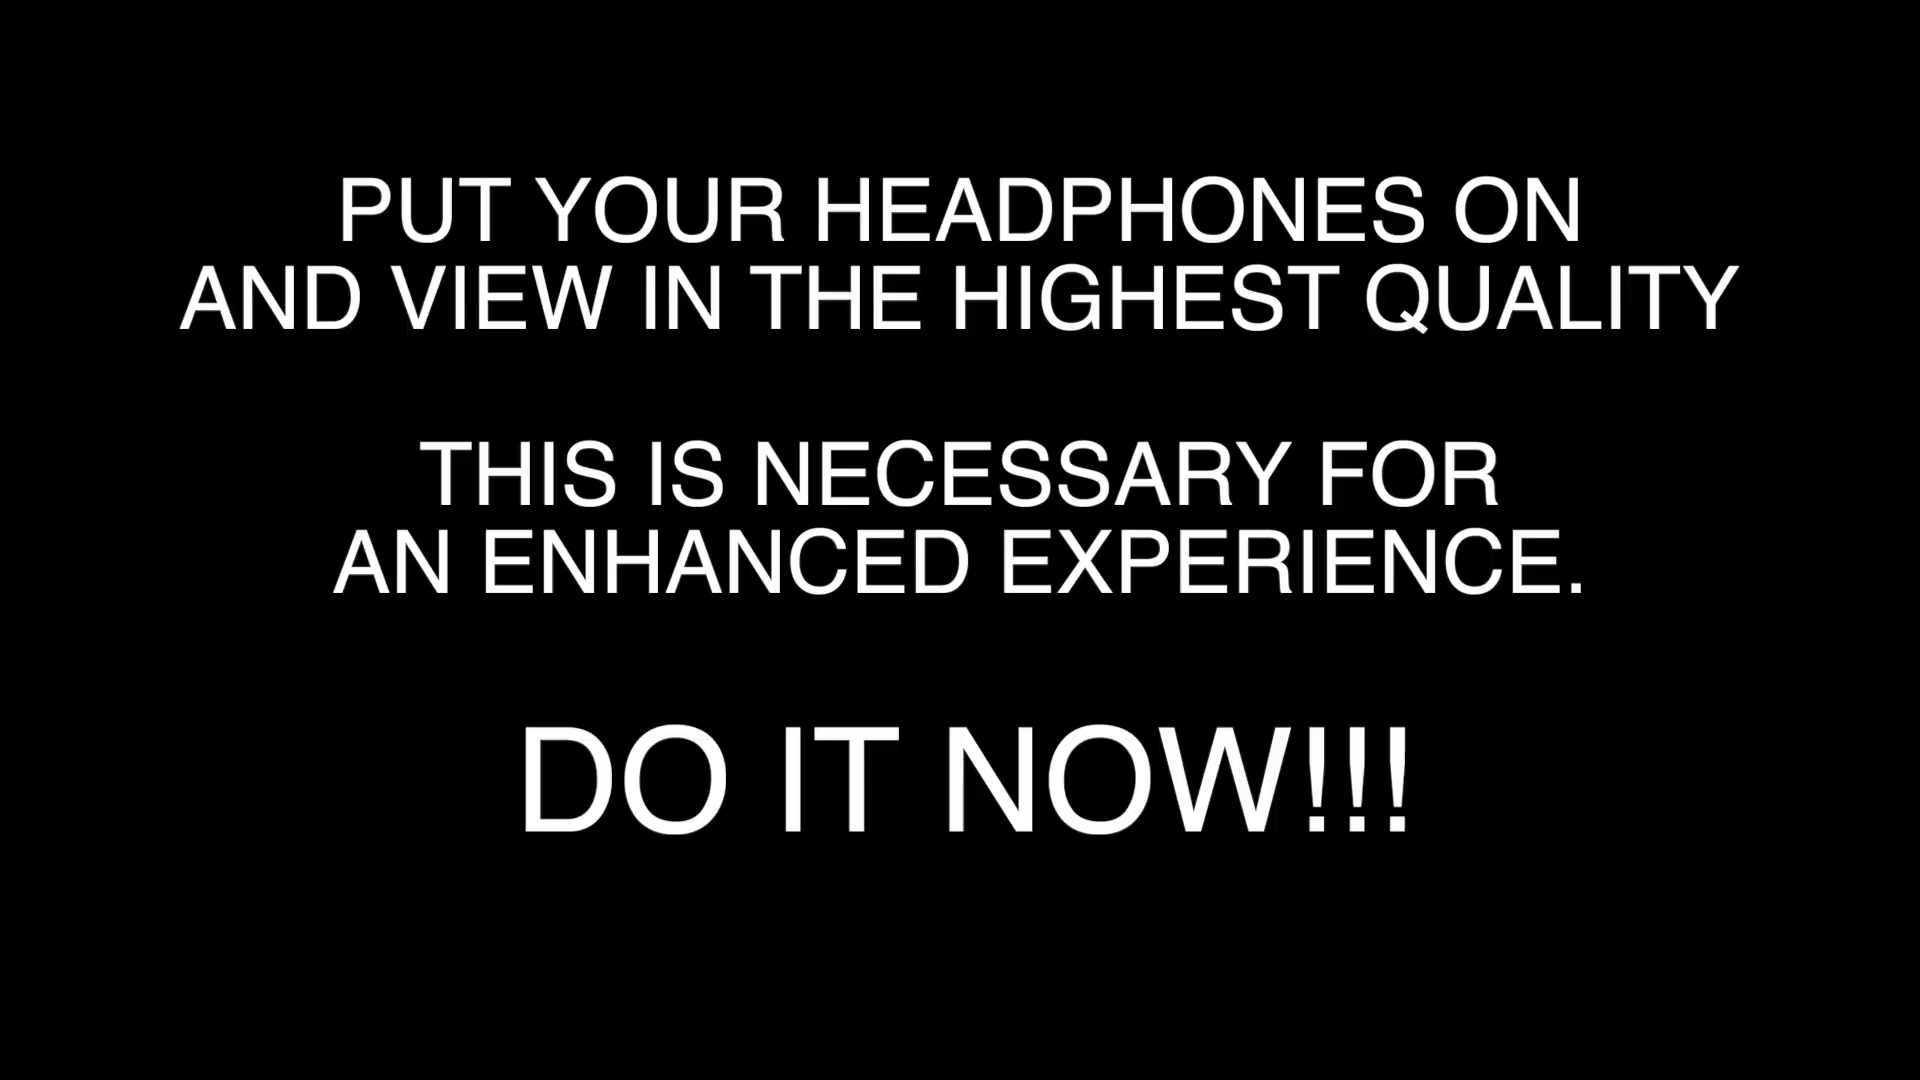 PUT YOUR HEADPHONES ON
AND VIEW IN THE HIGHEST QUALITY
THIS IS NECESSARY FOR
AN ENHANCED EXPERIENCE.
DO IT NOW!!!